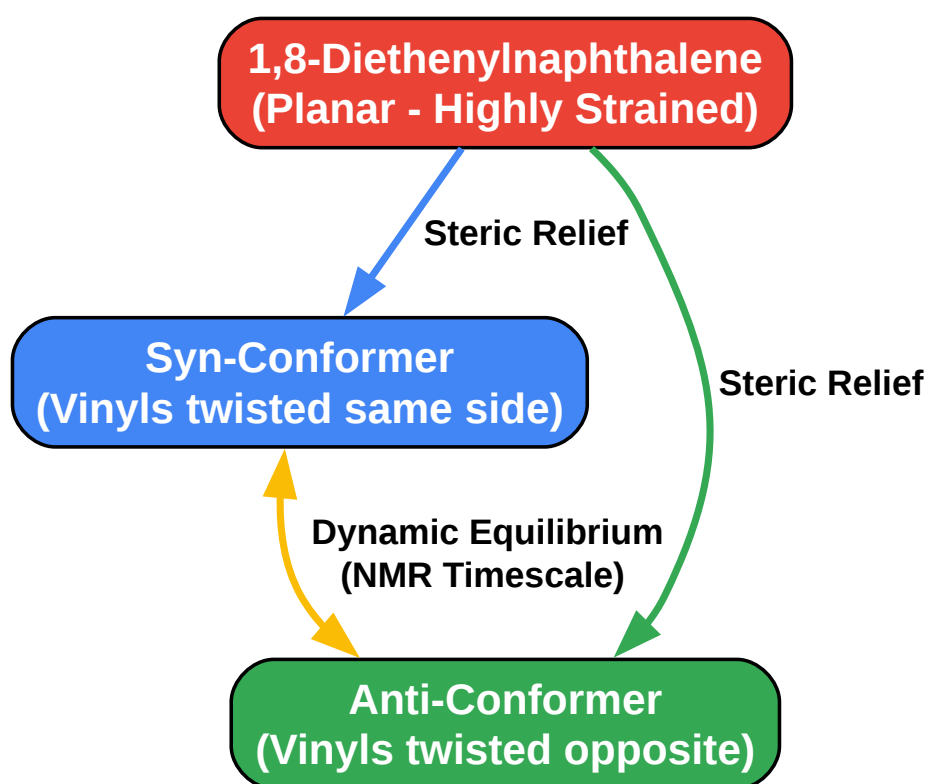 1,8-Diethenylnaphthalene
(Planar - Highly Strained)
Steric Relief
Syn-Conformer
(Vinyls twisted same side)
Steric Relief
Dynamic Equilibrium
(NMR Timescale)
Anti-Conformer
(Vinyls twisted opposite)